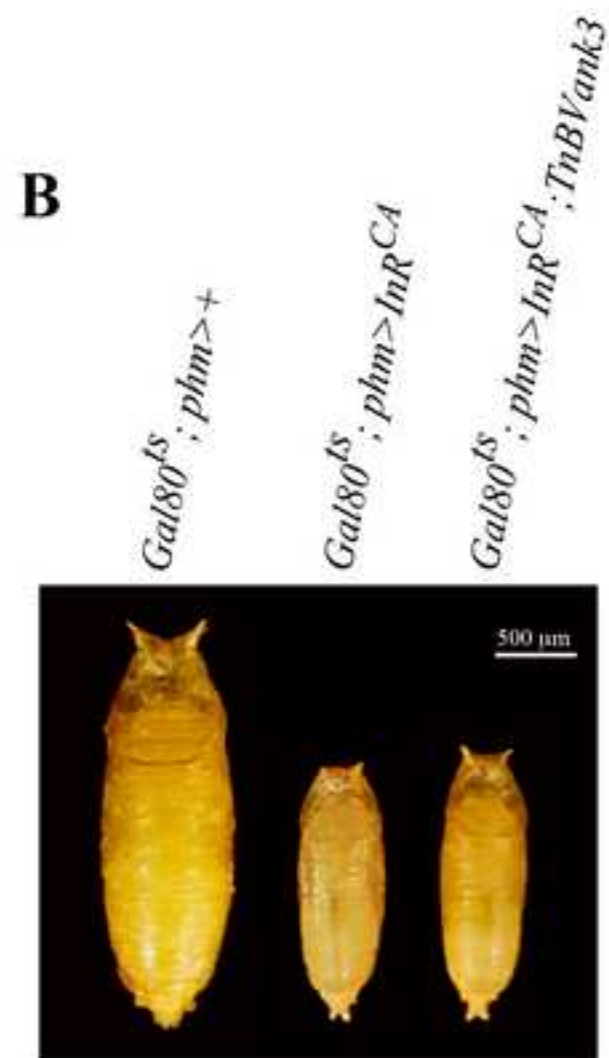 B
Gal80ts; phm>+
Gal80ts; phm>InRCA
Gal80ts; phm>InRCA;TnBVank3
500 µm